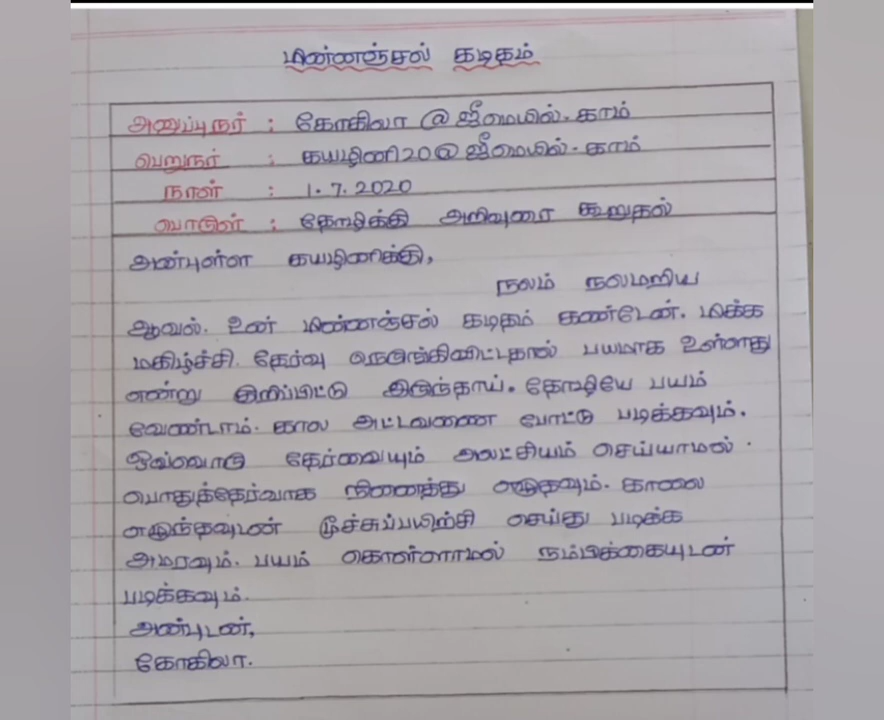 மின்னஞ்சல் கடிதம்
அனுப்புநர் : கோகிலா @ ஜீமெயில். காம்
பெறுநர் : கயழினி20@ ஜீமெயில். காம்
நாள் : 1.7.2020
பொருள் : தோழிக்கு அறிவுரை கூறுதல்
அன்புள்ள கயழினிக்கு,
நலம் நலமறிய
ஆவல். உன் மின்னஞ்சல் கடிதம் கண்டேன். மிக்க
மகிழ்ச்சி. தேர்வு நெருங்கிவிட்டதால் பயமாக உள்ளது
என்று குறிப்பிட்டு இருந்தாய். தோழியே பயம்
வேண்டாம். கால அட்டவணை போட்டு படிக்கவும்.
ஒவ்வொரு தேர்வையும் அலட்சியம் செய்யாமல்.
பொதுத்தேர்வாக நினைத்து எழுதவும். காலை
எழுந்தவுடன் மூச்சுப்பயிற்சி செய்து படிக்க
அமரவும். பயம் கொள்ளாமல் நம்பிக்கையுடன்
படிக்கவும்.
அன்புடன்,
கோகிலா.